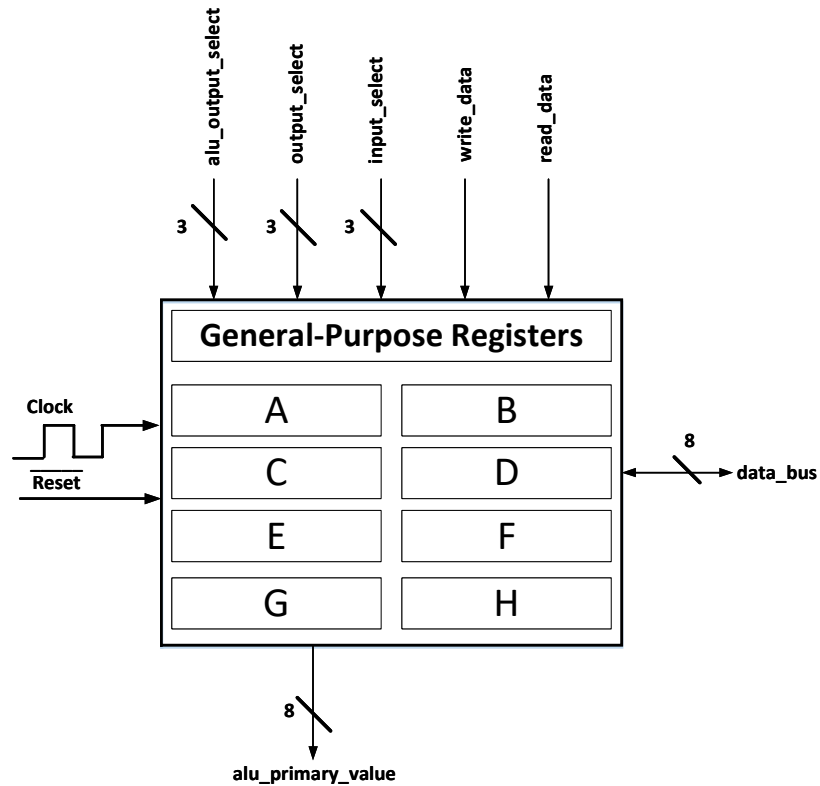 alu_output_select
output_select
input_select
write_data
read_data
3
3
3
General-Purpose Registers
Clock
Reset
A
B
C
D
E
F
G
H
8
data_bus
8
alu_primary_value